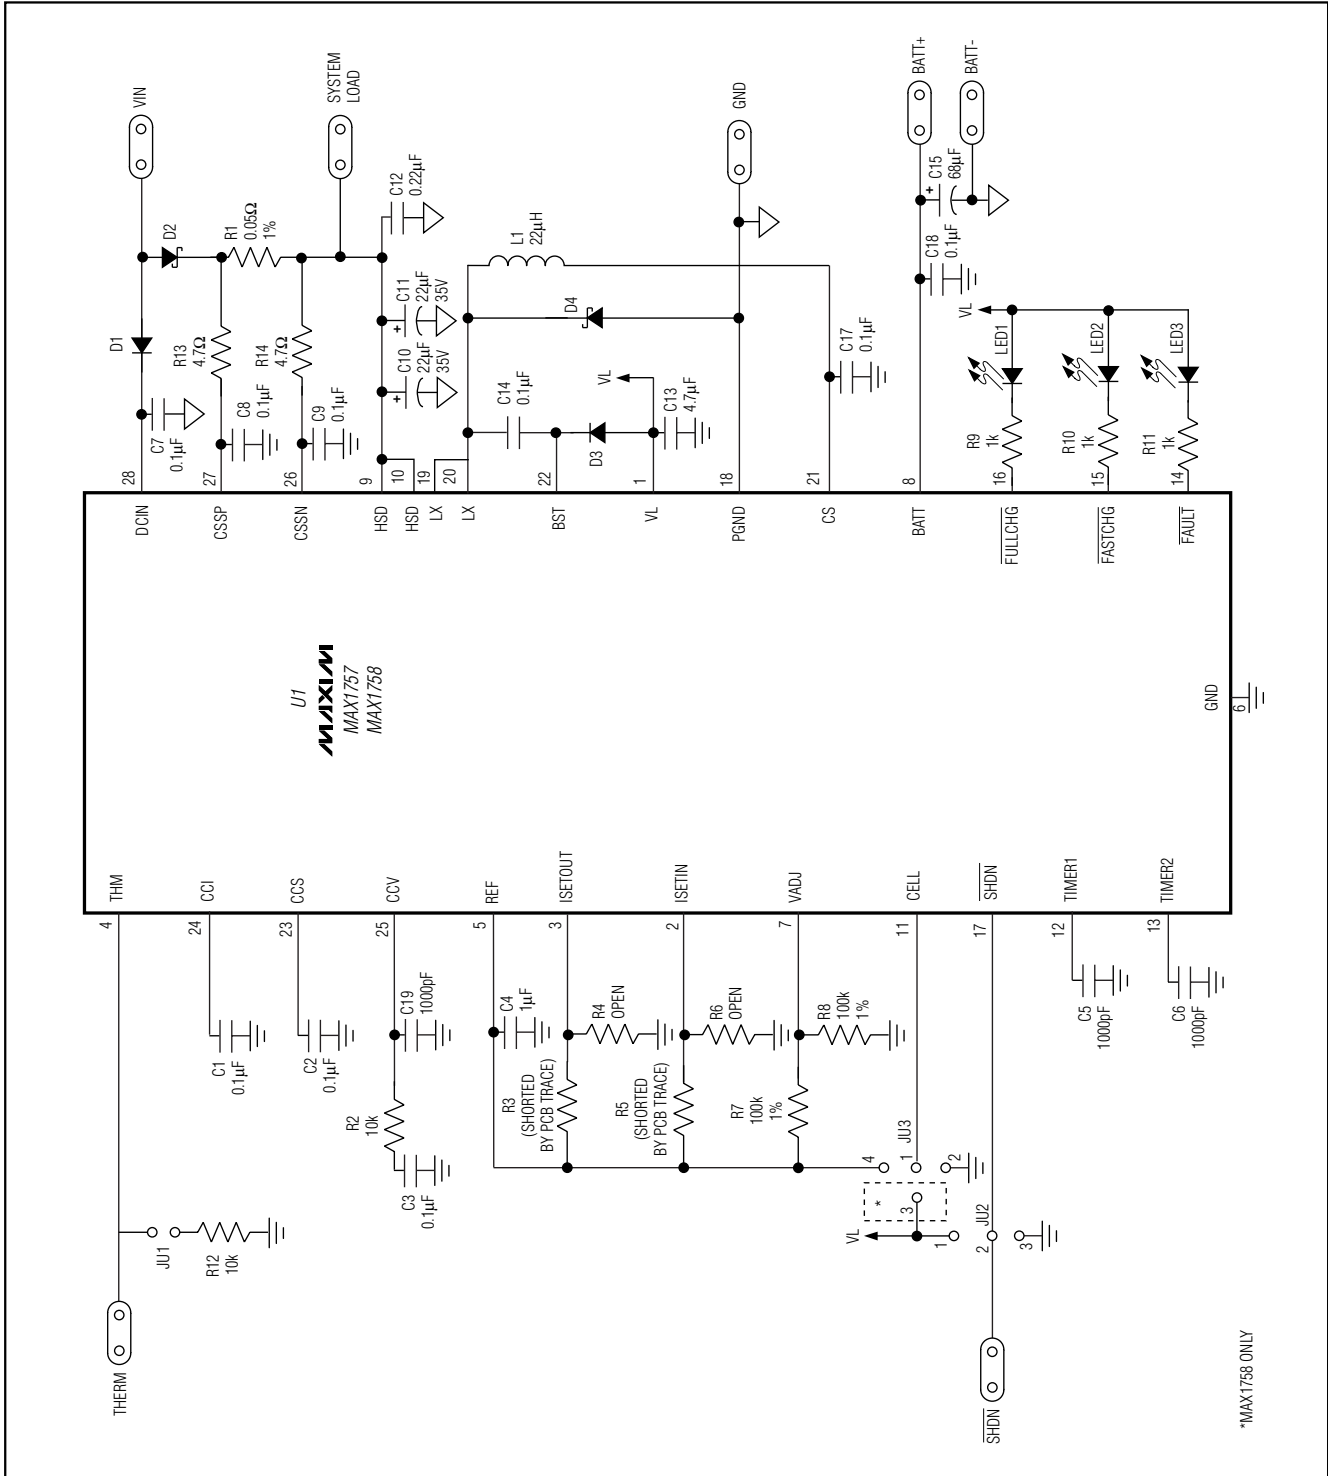 VIN
SYSTEM
LOAD
GND
BATT+
BATT-
D1
D2
R1
0.05Ω
1%
R13
4.7Ω
R14
4.7Ω
C7
0.1µF
C8
0.1µF
C9
0.1µF
C12
0.22µF
C11
22µF
35V
+
C10
22µF
35V
+
L1
22µH
D4
C14
0.1µF
D3
VL
C13
4.7µF
C17
0.1µF
C18
0.1µF
C15
68µF
+
VL
LED1
LED2
LED3
R9
1k
R10
1k
R11
1k
28
27
26
9
10
19
20
22
1
18
21
8
16
15
14
DCIN
CSSP
CSSN
HSD
HSD
LX
LX
BST
VL
PGND
CS
BATT
FULLCHG
FASTCHG
FAULT
U1
MAXIM
MAX1757
MAX1758
GND
6
THM
CCI
CCS
CCV
REF
ISETOUT
ISETIN
VADJ
CELL
SHDN
TIMER1
TIMER2
4
24
23
25
5
3
2
7
11
17
12
13
C1
0.1µF
C2
0.1µF
C19
1000pF
R2
10k
C3
0.1µF
C4
1µF
R4
OPEN
R3
(SHORTED
BY PCB TRACE)
R6
OPEN
R5
(SHORTED
BY PCB TRACE)
R8
100k
1%
R7
100k
1%
C5
1000pF
C6
1000pF
JU3
4
1
2
*
3
VL
JU2
1
2
3
JU1
R12
10k
THERM
SHDN
*MAX1758 ONLY